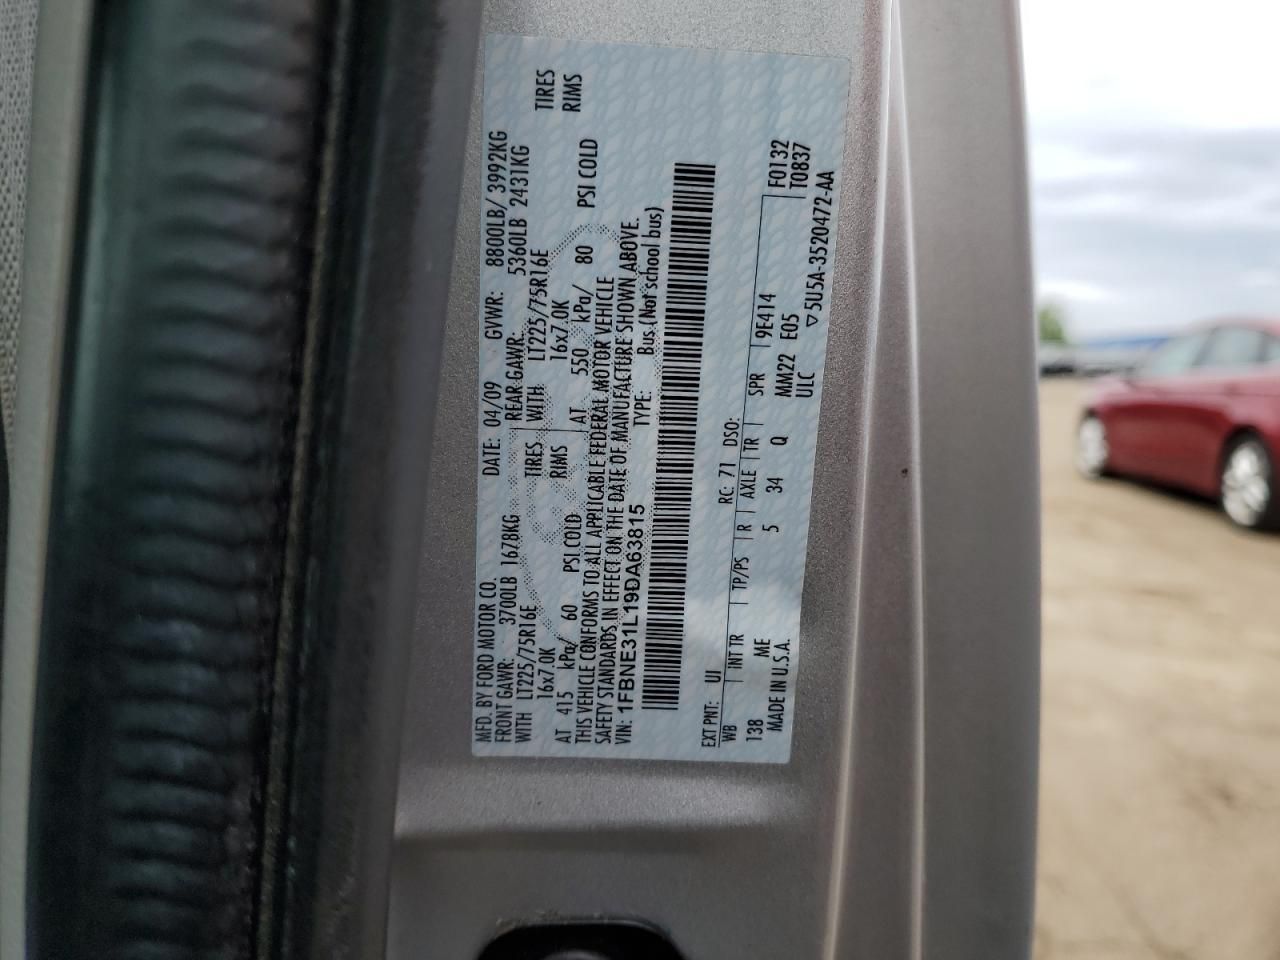 MFD. BY FORD MOTOR CO. DATE: 04/09 GVWR: 8800LB/ 3992KG
FRONT GAWR: 3700LB 1678KG REAR GAWR: 5360LB 2431KG
WITH LT225/75R16E TIRES WITH LT225/75R16E TIRES
16x7.0K RIMS 16x7.0K RIMS
AT 415 kPa/ 60 PSI COLD AT 550 kPa/ 80 PSI COLD
THIS VEHICLE CONFORMS TO ALL APPLICABLE FEDERAL MOTOR VEHICLE
SAFETY STANDARDS IN EFFECT ON THE DATE OF MANUFACTURE SHOWN ABOVE.
VIN: 1FBNE31L19DA63815 TYPE: Bus (Not school bus)
EXT PNT: UI RC: 71 DSO: F0132
WB INT TR TP/PS R AXLE TR SPR 9E414 T0837
138 ME 5 34 Q MM22 E05
MADE IN U.S.A. ULC ▽5U5A-3520472-AA